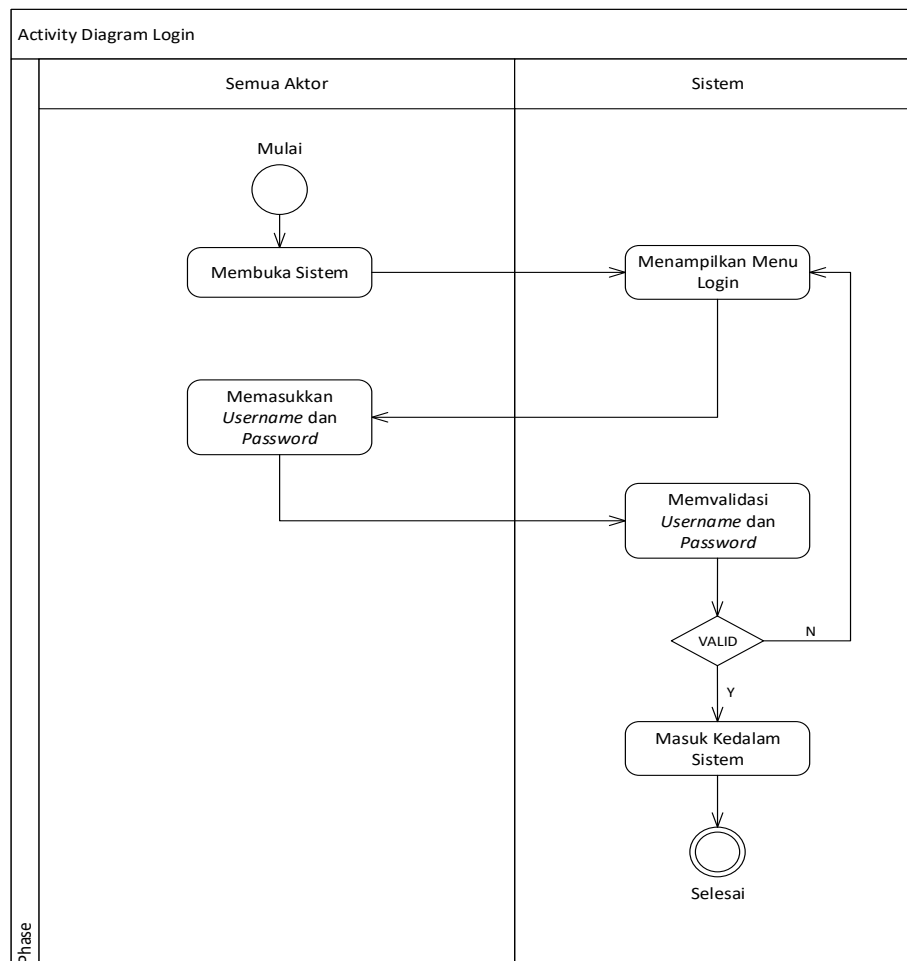 Activity Diagram Login
Semua Aktor
Sistem
Mulai
Membuka Sistem
Menampilkan Menu
Login
Memasukkan
Username dan
Password
Memvalidasi
Username dan
Password
VALID
N
Y
Masuk Kedalam
Sistem
Selesai
Phase